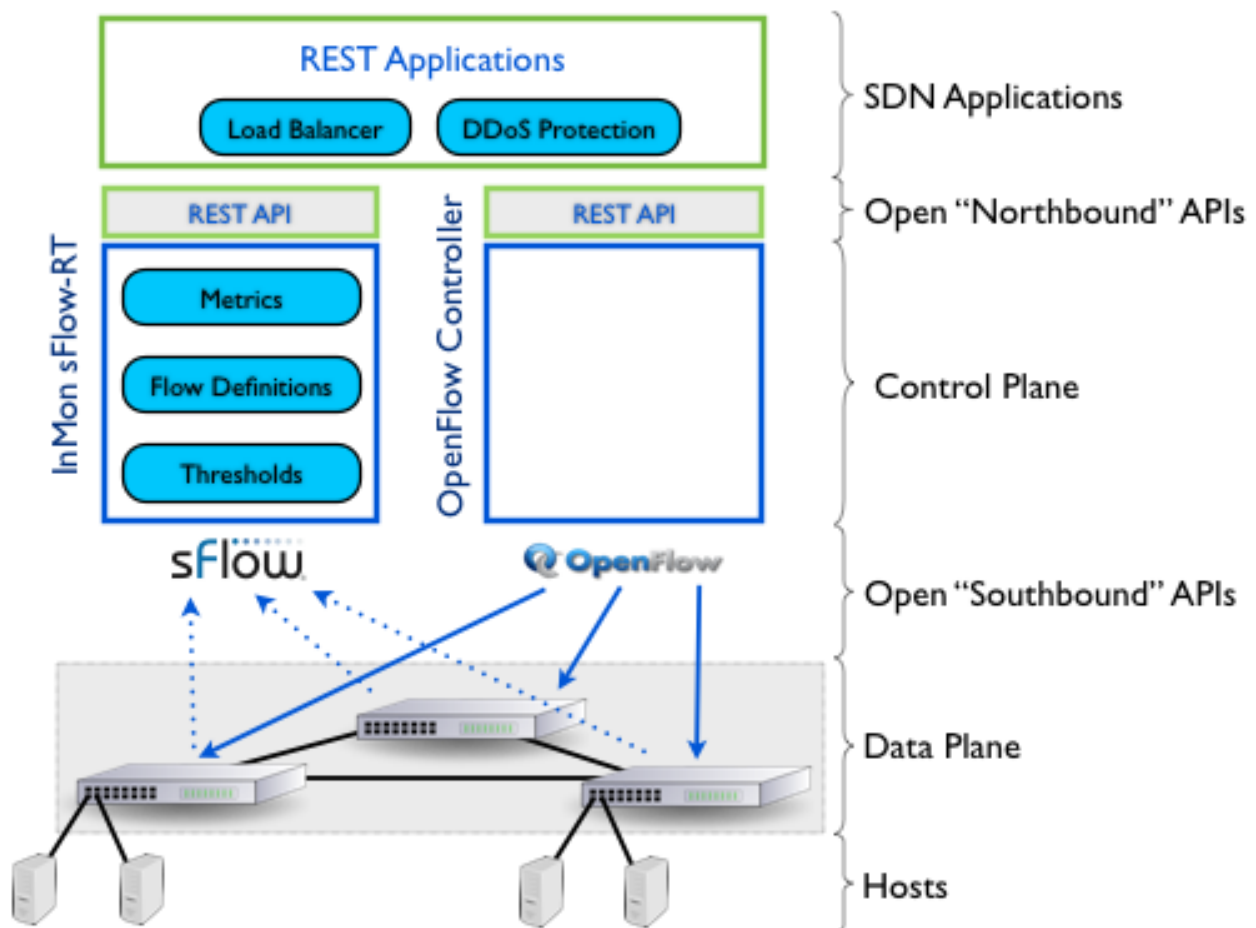 REST Applications
Load Balancer
DDoS Protection
SDN Applications
REST API
REST API
Open “Northbound” APIs
InMon sFlow-RT
Metrics
Flow Definitions
Thresholds
OpenFlow Controller
Control Plane
sFlow
OpenFlow
Open “Southbound” APIs
Data Plane
Hosts